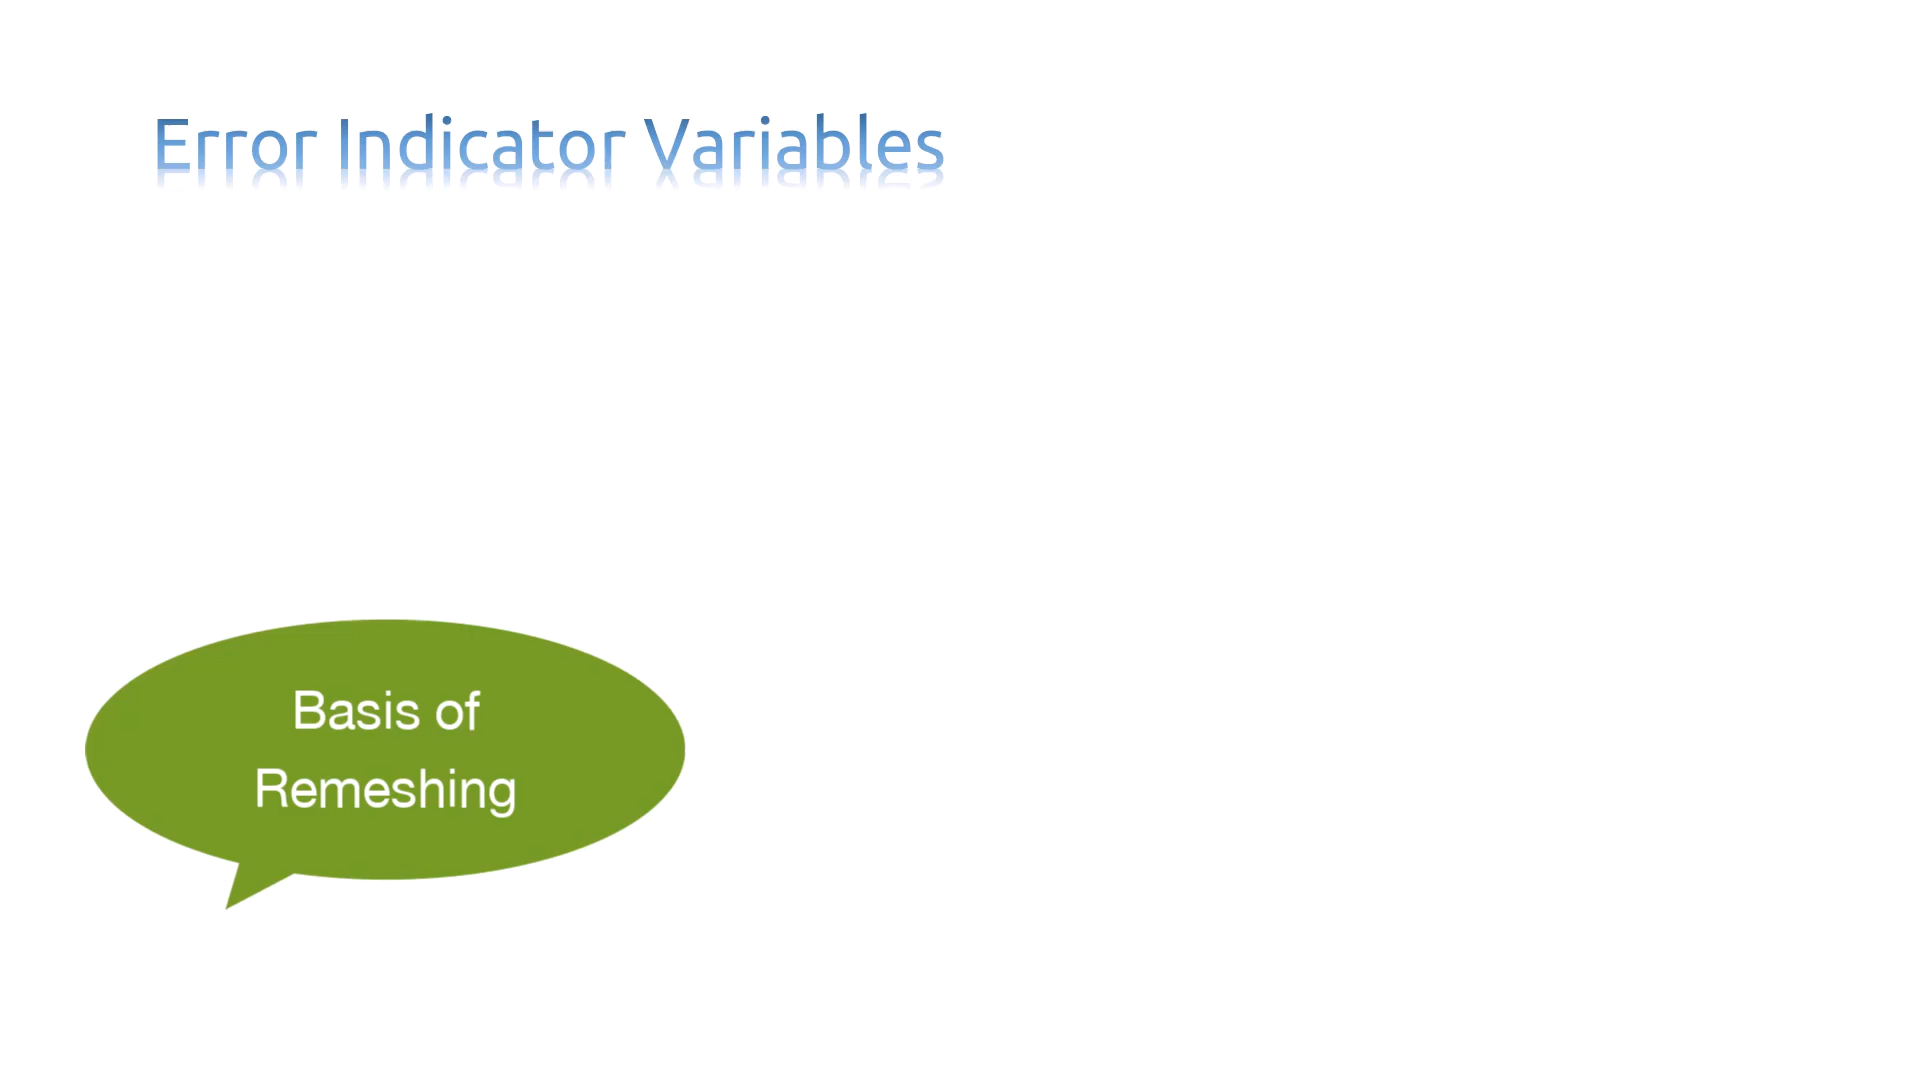 Error Indicator Variables
Basis of
Remeshing